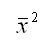 x̄ ²